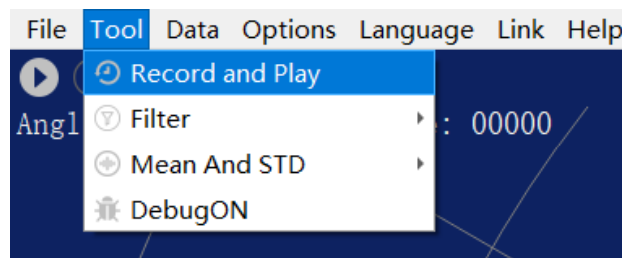 File Tool Data Options Language Link Help
Record and Play
Angl : 00000
Filter
Mean And STD
DebugON